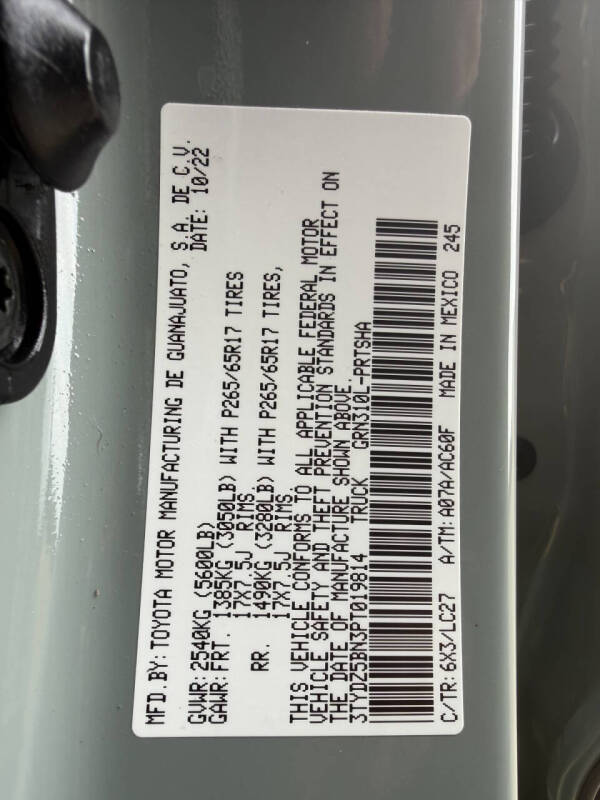 MFD. BY: TOYOTA MOTOR MANUFACTURING DE GUANAJUATO, S.A. DE C.V.
DATE: 10/22
GVWR: 2540KG (5600LB)
GAWR: FRT. 1385KG (3050LB) WITH P265/65R17 TIRES
17X7.5J RIMS.
RR. 1490KG (3280LB) WITH P265/65R17 TIRES,
17X7.5J RIMS.
THIS VEHICLE CONFORMS TO ALL APPLICABLE FEDERAL MOTOR
VEHICLE SAFETY AND THEFT PREVENTION STANDARDS IN EFFECT ON
THE DATE OF MANUFACTURE SHOWN ABOVE.
3TYDZ5BN3PT019814 TRUCK GRN310L-PRTSHA
C/TR: 6X3/LC27 A/TM: A07A/AC60F MADE IN MEXICO 245